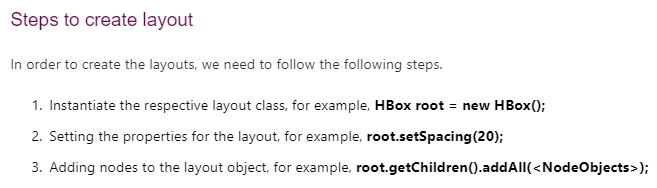 Steps to create layout
In order to create the layouts, we need to follow the following steps.
1. Instantiate the respective layout class, for example, HBox root = new HBox();
2. Setting the properties for the layout, for example, root.setSpacing(20);
3. Adding nodes to the layout object, for example, root.getChildren().addAll(<NodeObjects>);